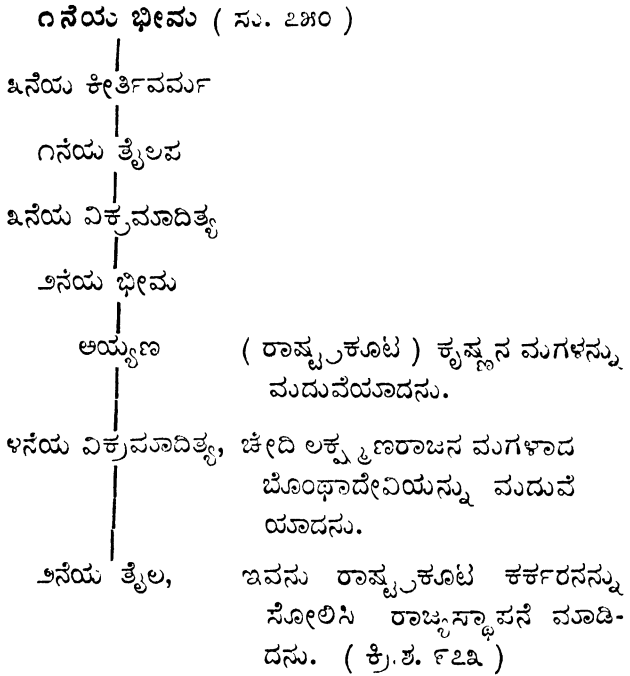 ೧ನೆಯ ಭೀಮ ( ಸು. ೭೫೦ )
೩ನೆಯ ಕೀರ್ತಿವರ್ಮ
೧ನೆಯ ತೈಲಪ
೩ನೆಯ ವಿಕ್ರಮಾದಿತ್ಯ
೨ನೆಯ ಭೀಮ
ಅಯ್ಯಣ ( ರಾಷ್ಟ್ರಕೂಟ ) ಕೃಷ್ಣನ ಮಗಳನ್ನು
ಮದುವೆಯಾದನು.
೪ನೆಯ ವಿಕ್ರಮಾದಿತ್ಯ, ಚೇದಿ ಲಕ್ಷ್ಮಣರಾಜನ ಮಗಳಾದ
ಬೊಂಥಾದೇವಿಯನ್ನು ಮದುವೆ
ಯಾದನು.
೨ನೆಯ ತೈಲ, ಇವನು ರಾಷ್ಟ್ರಕೂಟ ಕರ್ಕರನನ್ನು
ಸೋಲಿಸಿ ರಾಜ್ಯಸ್ಥಾಪನೆ ಮಾಡಿ-
ದನು. ( ಕ್ರಿ.ಶ. ೯೭೩ )